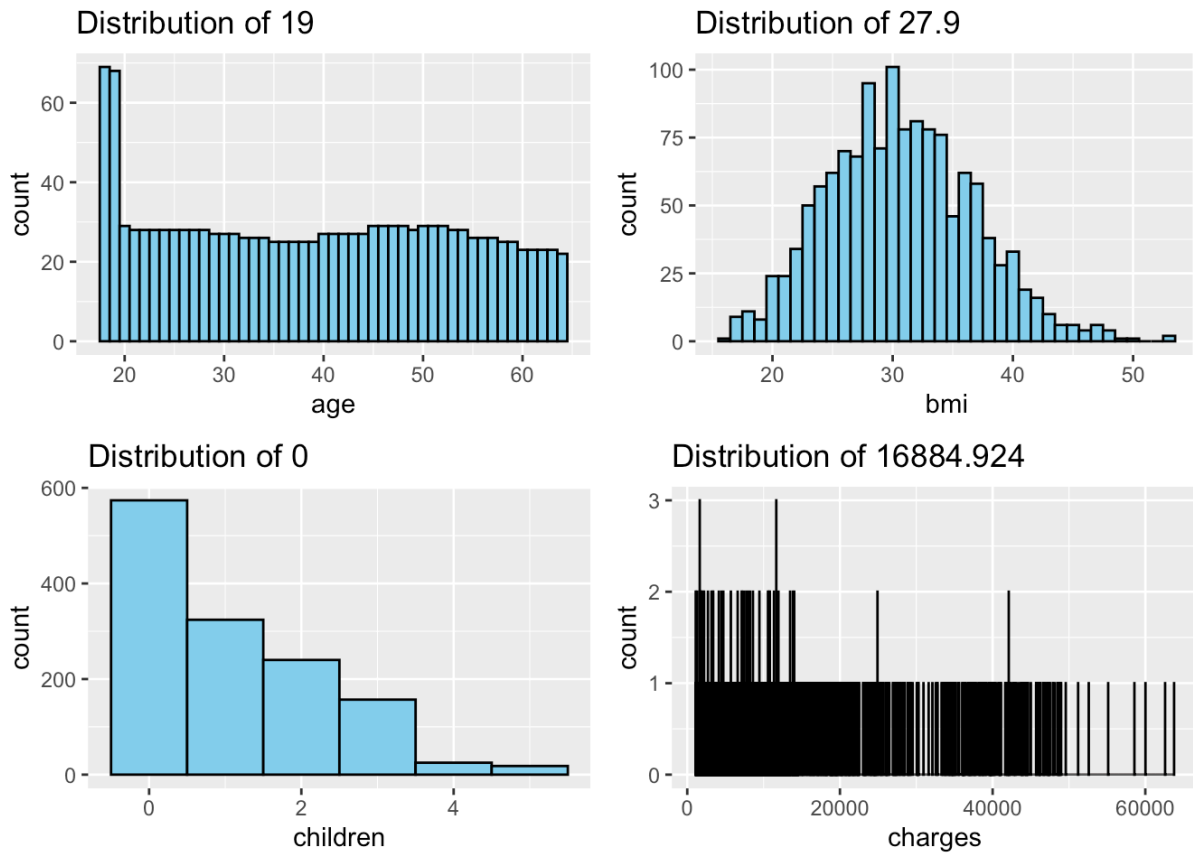 Distribution of 19
60
40
20
0
count
20 30 40 50 60
age
Distribution of 27.9
100
75
50
25
0
count
20 30 40 50
bmi
Distribution of 0
600
400
200
0
count
0 2 4
children
Distribution of 16884.924
3
2
1
0
count
0 20000 40000 60000
charges